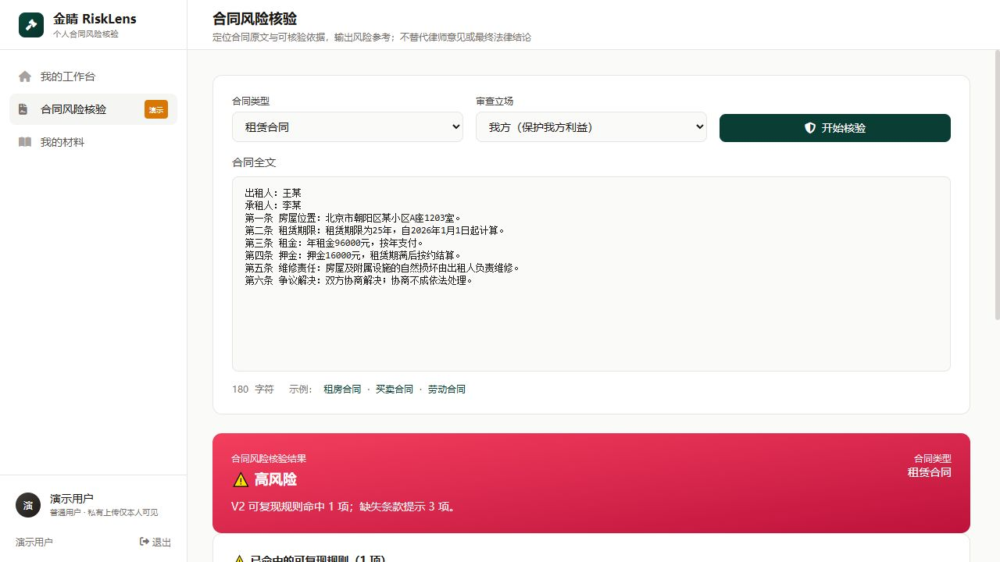 金睛 RiskLens
个人合同风险核验
我的工作台
合同风险核验
演示
我的材料
演
演示用户
普通用户 · 私有上传仅本人可见
演示用户
退出
合同风险核验
定位合同原文与可核验依据，输出风险参考；不替代律师意见或最终法律结论
合同类型
租赁合同
审查立场
我方（保护我方利益）
开始核验
合同全文
出租人：王某
承租人：李某
第一条 房屋位置：北京市朝阳区某小区A座1203室。
第二条 租赁期限：租赁期限为25年，自2026年1月1日起计算。
第三条 租金：年租金96000元，按年支付。
第四条 押金：押金16000元，租赁期满后按约结算。
第五条 维修责任：房屋及附属设施的自然损坏由出租人负责维修。
第六条 争议解决：双方协商解决；协商不成依法处理。
180 字符 示例： 租房合同 · 买卖合同 · 劳动合同
合同风险核验结果
高风险
V2 可复现规则命中 1 项；缺失条款提示 3 项。
合同类型
租赁合同
已命中的可复现规则（1 项）